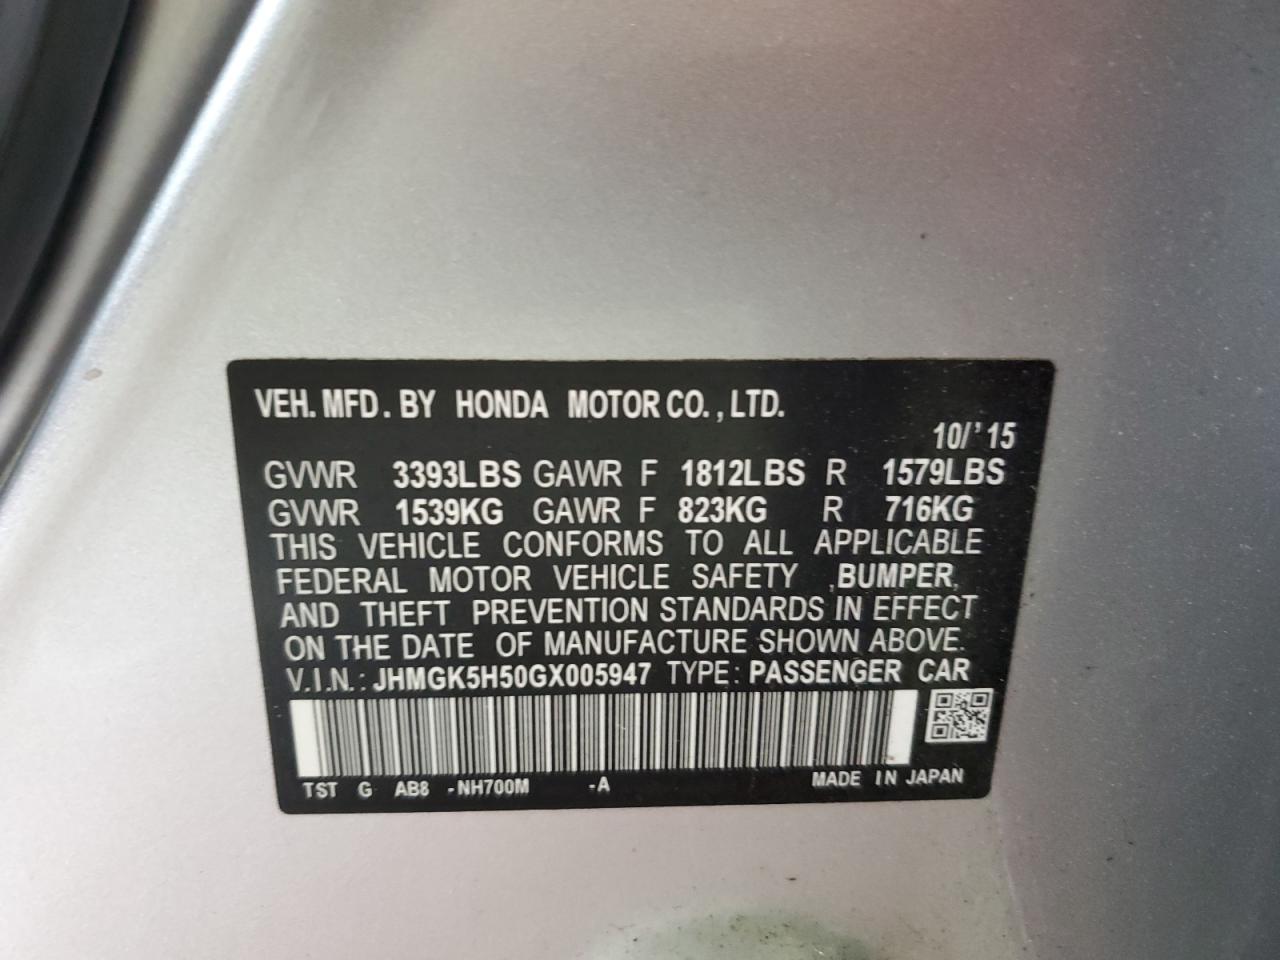 VEH. MFD. BY HONDA MOTOR CO., LTD.
10/'15
GVWR 3393LBS GAWR F 1812LBS R 1579LBS
GVWR 1539KG GAWR F 823KG R 716KG
THIS VEHICLE CONFORMS TO ALL APPLICABLE
FEDERAL MOTOR VEHICLE SAFETY ,BUMPER,
AND THEFT PREVENTION STANDARDS IN EFFECT
ON THE DATE OF MANUFACTURE SHOWN ABOVE.
V.I.N.: JHMGK5H50GX005947 TYPE: PASSENGER CAR
TST G AB8 -NH700M -A MADE IN JAPAN